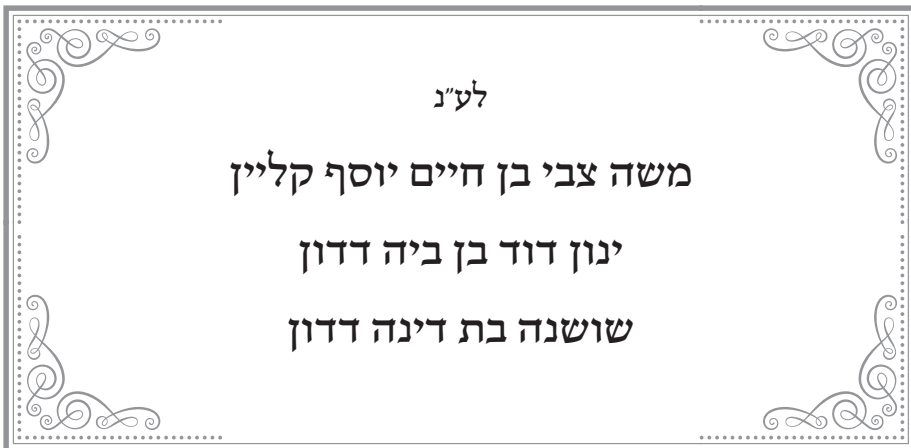 לע״נ
משה צבי בן חיים יוסף קליין
ינון דוד בן ביה דדון
שושנה בת דינה דדון